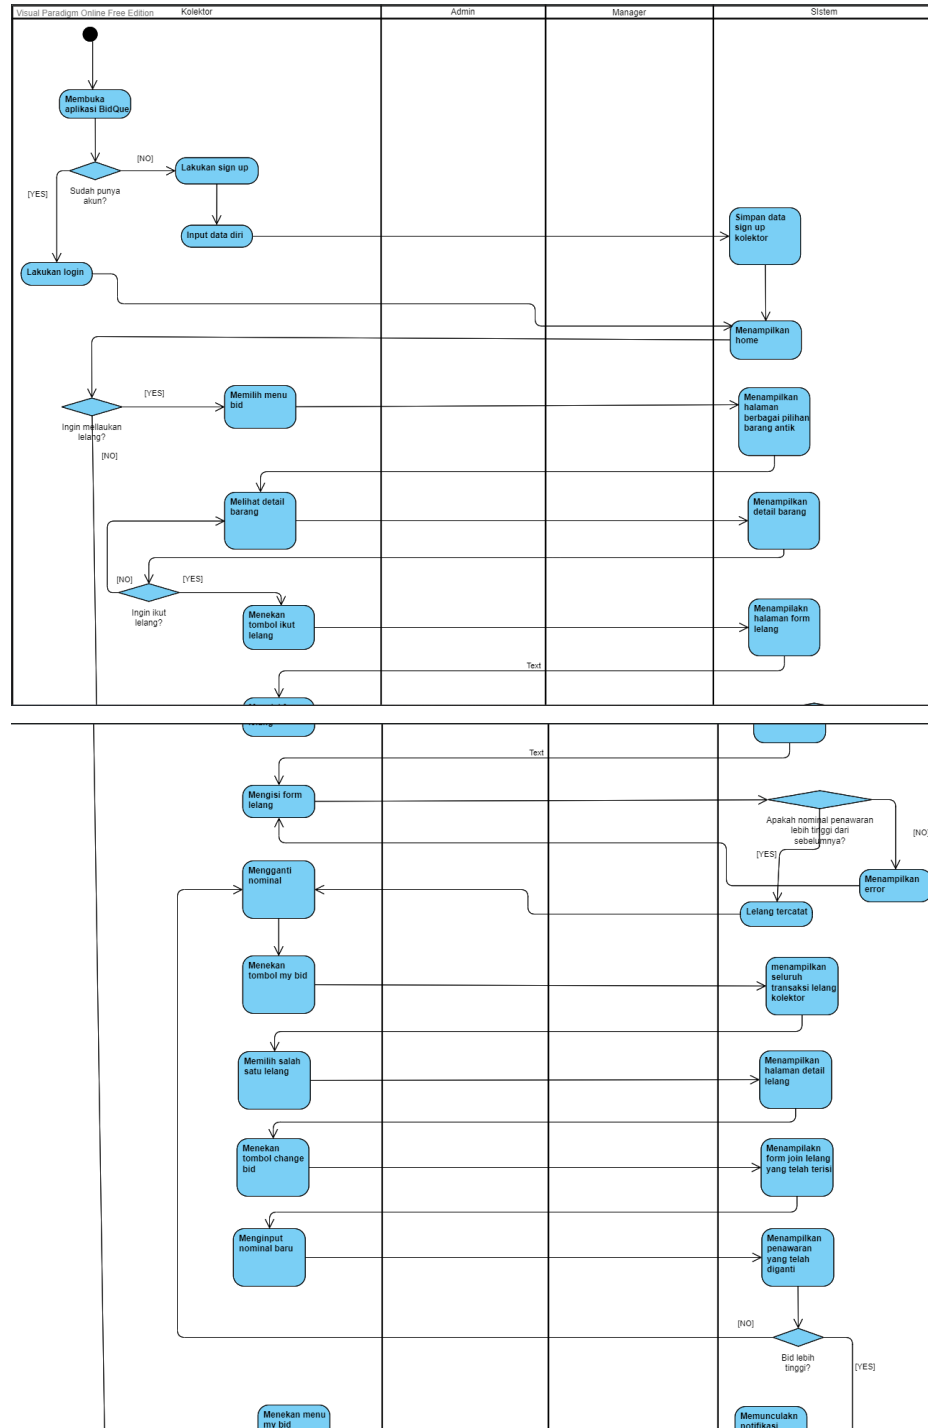 Visual Paradigm Online Free Edition
Kolektor
Admin
Manager
SIstem
Membuka
aplikasi BidQue
[NO]
Lakukan sign up
[YES]
Sudah punya
akun?
Simpan data
sign up
kolektor
Input data diri
Lakukan login
Menampilkan
home
[YES]
Memilih menu
bid
Menampilkan
halaman
berbagai pilihan
barang antik
Ingin mellaukan
lelang?
[NO]
Melihat detail
barang
Menampilkan
detail barang
[NO]
[YES]
Ingin ikut
lelang?
Menekan
tombol ikut
lelang
Menampilakn
halaman form
lelang
Text
Text
Mengisi form
lelang
Apakah nominal penawaran
lebih tinggi dari
sebelumnya?
[NO]
[YES]
Menampilkan
error
Mengganti
nominal
Lelang tercatat
Menekan
tombol my bid
menampilkan
seluruh
transaksi lelang
kolektor
Memilih salah
satu lelang
Menampilkan
halaman detail
lelang
Menekan
tombol change
bid
Menampilakn
form join lelang
yang telah terisi
Menginput
nominal baru
Menampilkan
penawaran
yang telah
diganti
[NO]
Bid lebih
tinggi?
[YES]
Menekan menu
my bid
Memunculakn
notifikasi